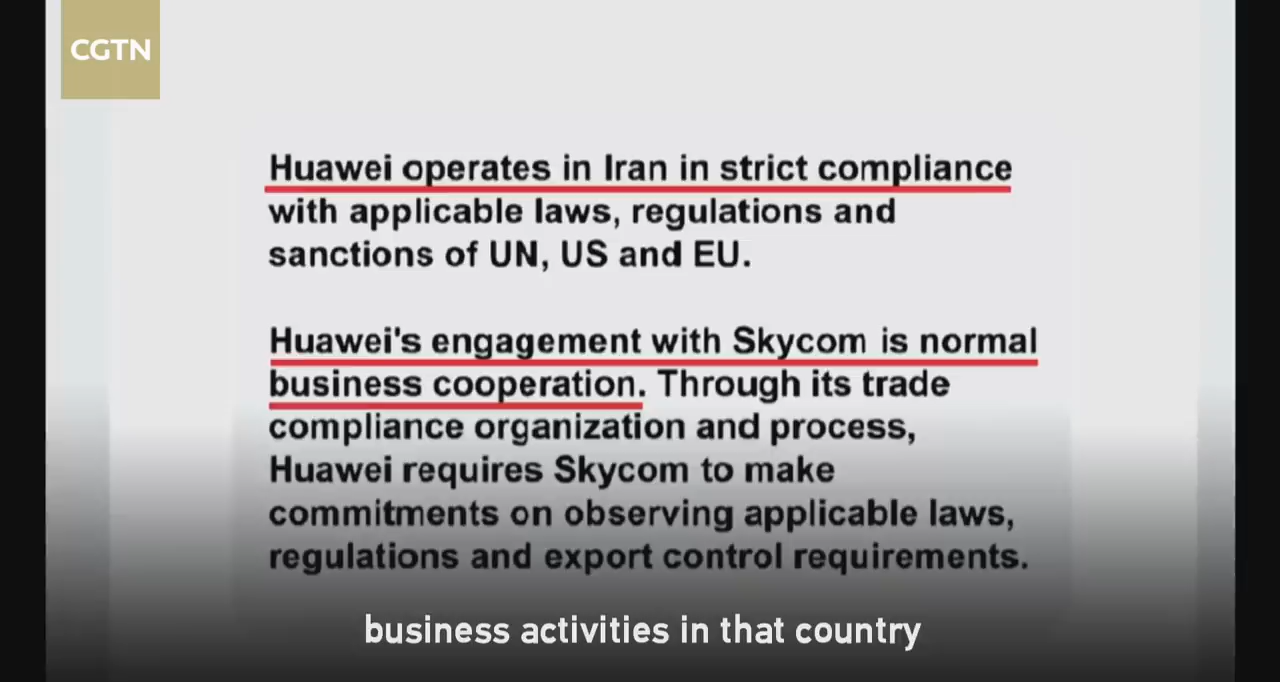 CGTN
Huawei operates in Iran in strict compliance
with applicable laws, regulations and
sanctions of UN, US and EU.
Huawei's engagement with Skycom is normal
business cooperation. Through its trade
compliance organization and process,
Huawei requires Skycom to make
commitments on observing applicable laws,
regulations and export control requirements.
business activities in that country